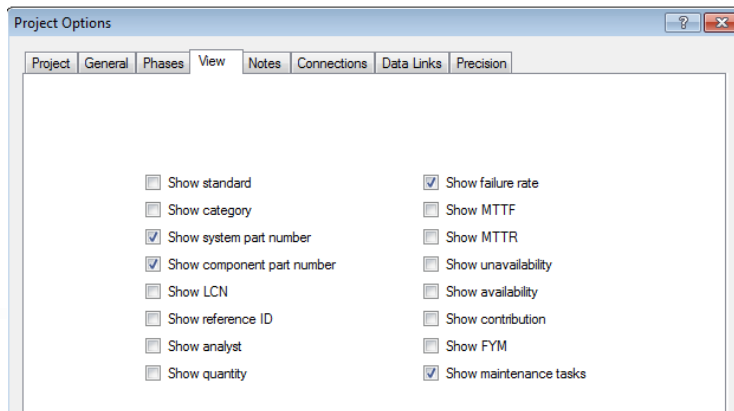 Project Options
?
Project General Phases View Notes Connections Data Links Precision
Show standard
Show category
Show system part number
Show component part number
Show LCN
Show reference ID
Show analyst
Show quantity
Show failure rate
Show MTTF
Show MTTR
Show unavailability
Show availability
Show contribution
Show FYM
Show maintenance tasks